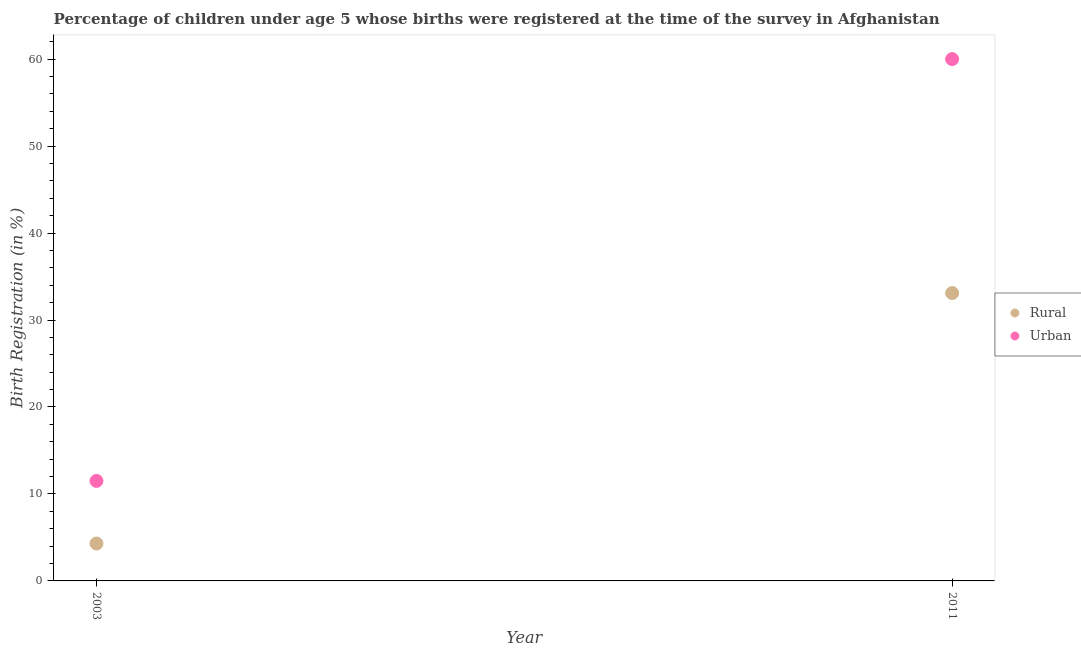 Percentage of children under age 5 whose births were registered at the time of the survey in Afghanistan
Birth Registration (in %)
60
50
40
30
20
10
0
2003
2011
Year
Rural
Urban